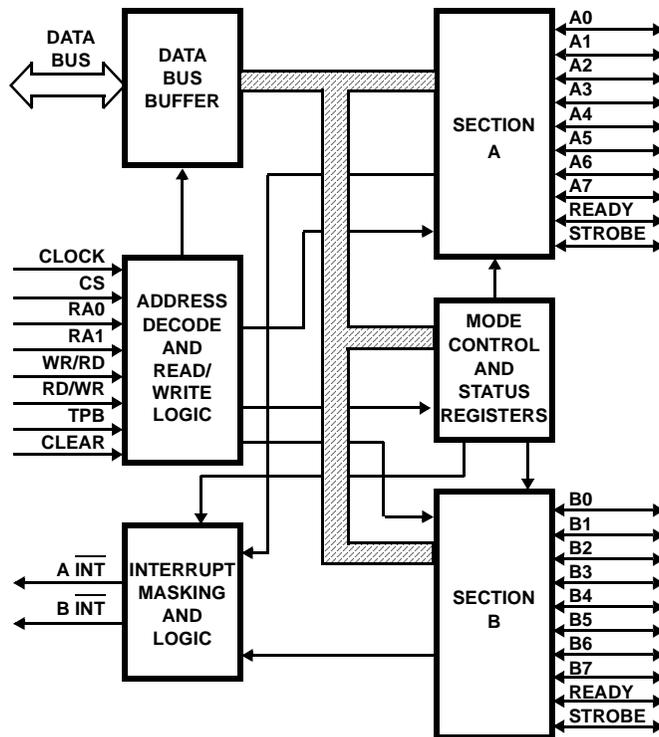 DATA
BUS
DATA
BUS
BUFFER
SECTION
A
A0
A1
A2
A3
A4
A5
A6
A7
READY
STROBE
CLOCK
CS
RA0
RA1
WR/RD
RD/WR
TPB
CLEAR
ADDRESS
DECODE
AND
READ/
WRITE
LOGIC
MODE
CONTROL
AND
STATUS
REGISTERS
A INT
B INT
INTERRUPT
MASKING
AND
LOGIC
SECTION
B
B0
B1
B2
B3
B4
B5
B6
B7
READY
STROBE